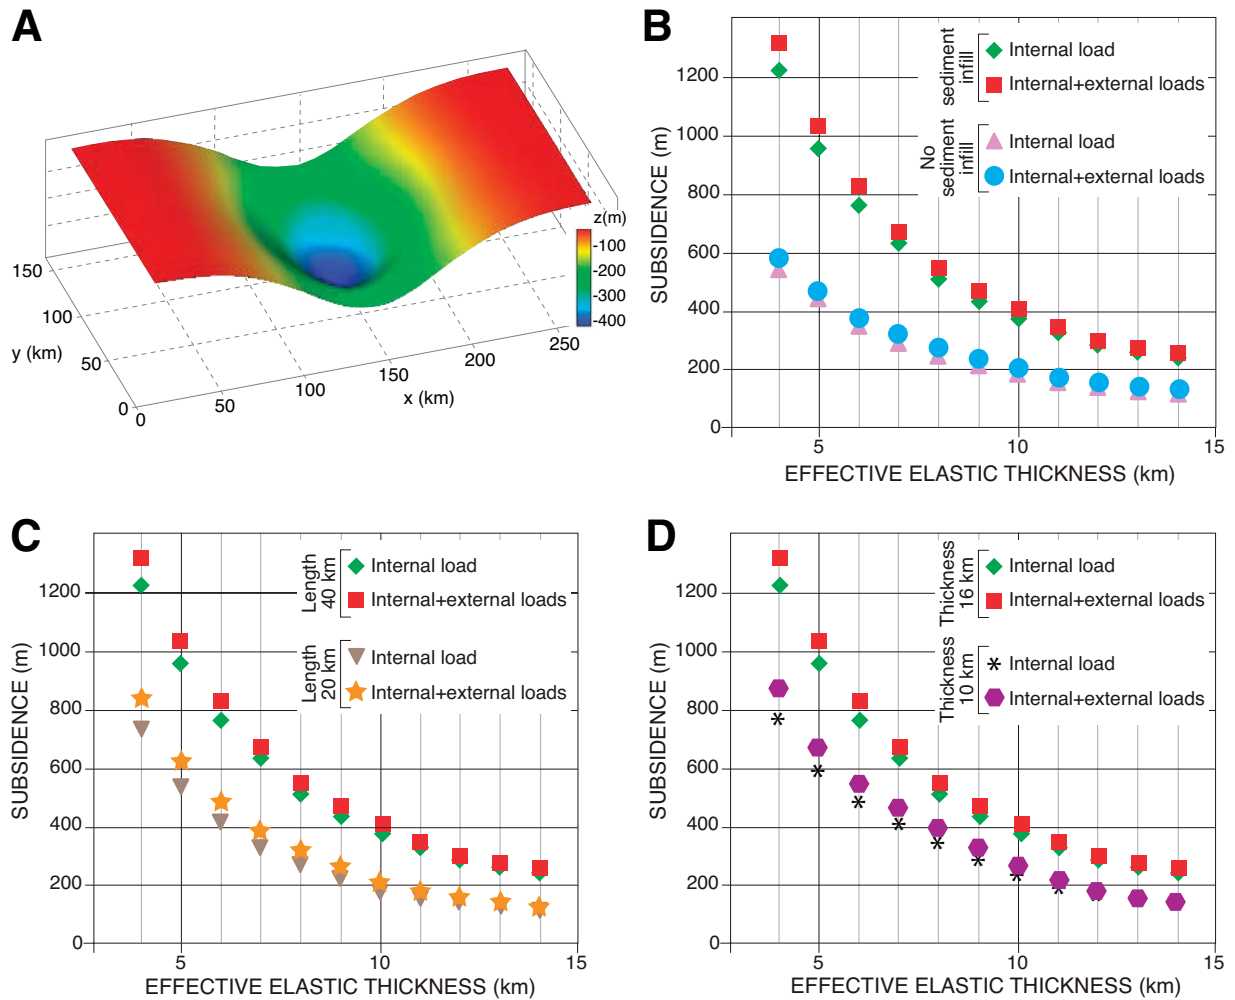 A
z(m)
-100
-200
-300
-400
150
100
50
0
y (km)
0
50
100
150
200
250
x (km)
B
SUBSIDENCE (m)
1200
1000
800
600
400
200
0
5
10
15
EFFECTIVE ELASTIC THICKNESS (km)
sediment
infill
Internal load
Internal+external loads
No
sediment
infill
Internal load
Internal+external loads
C
SUBSIDENCE (m)
1200
1000
800
600
400
200
0
5
10
15
EFFECTIVE ELASTIC THICKNESS (km)
Length
40 km
Internal load
Internal+external loads
Length
20 km
Internal load
Internal+external loads
D
SUBSIDENCE (m)
1200
1000
800
600
400
200
0
5
10
15
EFFECTIVE ELASTIC THICKNESS (km)
Thickness
16 km
Internal load
Internal+external loads
Thickness
10 km
Internal load
Internal+external loads